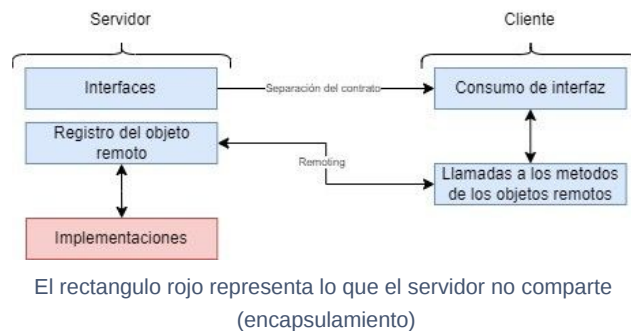 Servidor
Cliente
Interfaces
Separación del contrato
Consumo de interfaz
Registro del objeto
remoto
Remoting
Llamadas a los metodos
de los objetos remotos
Implementaciones
El rectangulo rojo representa lo que el servidor no comparte
(encapsulamiento)